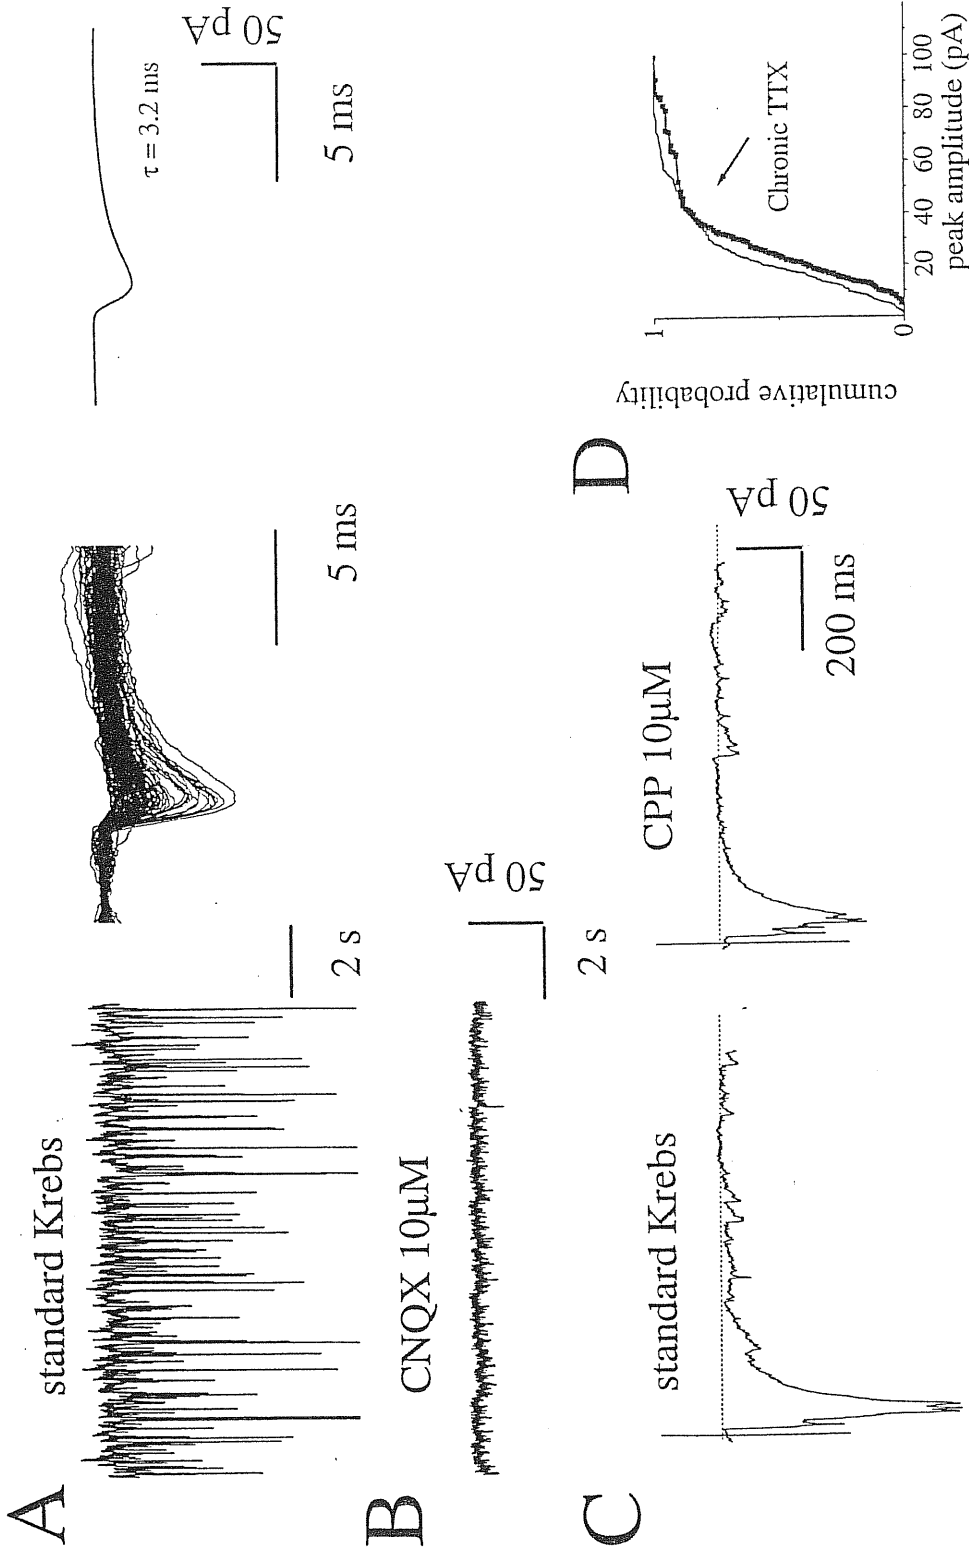 A
standard Krebs
2 s
5 ms
τ = 3.2 ms
50 pA
5 ms
B
CNQX 10μM
50 pA
2 s
C
standard Krebs
CPP 10μM
50 pA
200 ms
D
cumulative probability
1
0
Chronic TTX
20 40 60 80 100
peak amplitude (pA)